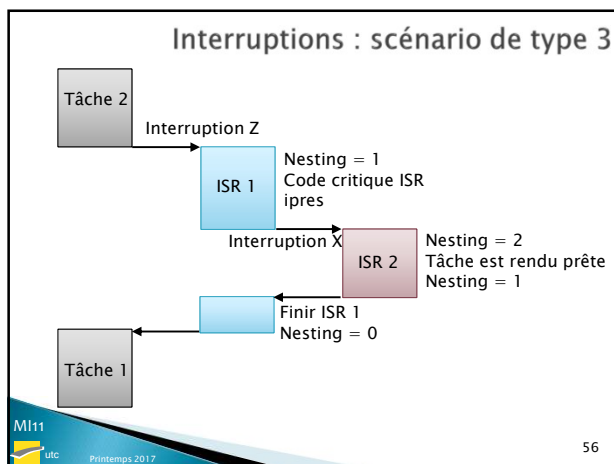 Interruptions : scénario de type 3
Tâche 2
Interruption Z
ISR 1
Nesting = 1
Code critique ISR
ipres
Interruption X
ISR 2
Nesting = 2
Tâche est rendu prête
Nesting = 1
Finir ISR 1
Nesting = 0
Tâche 1
MI11
utc
Printemps 2017
56